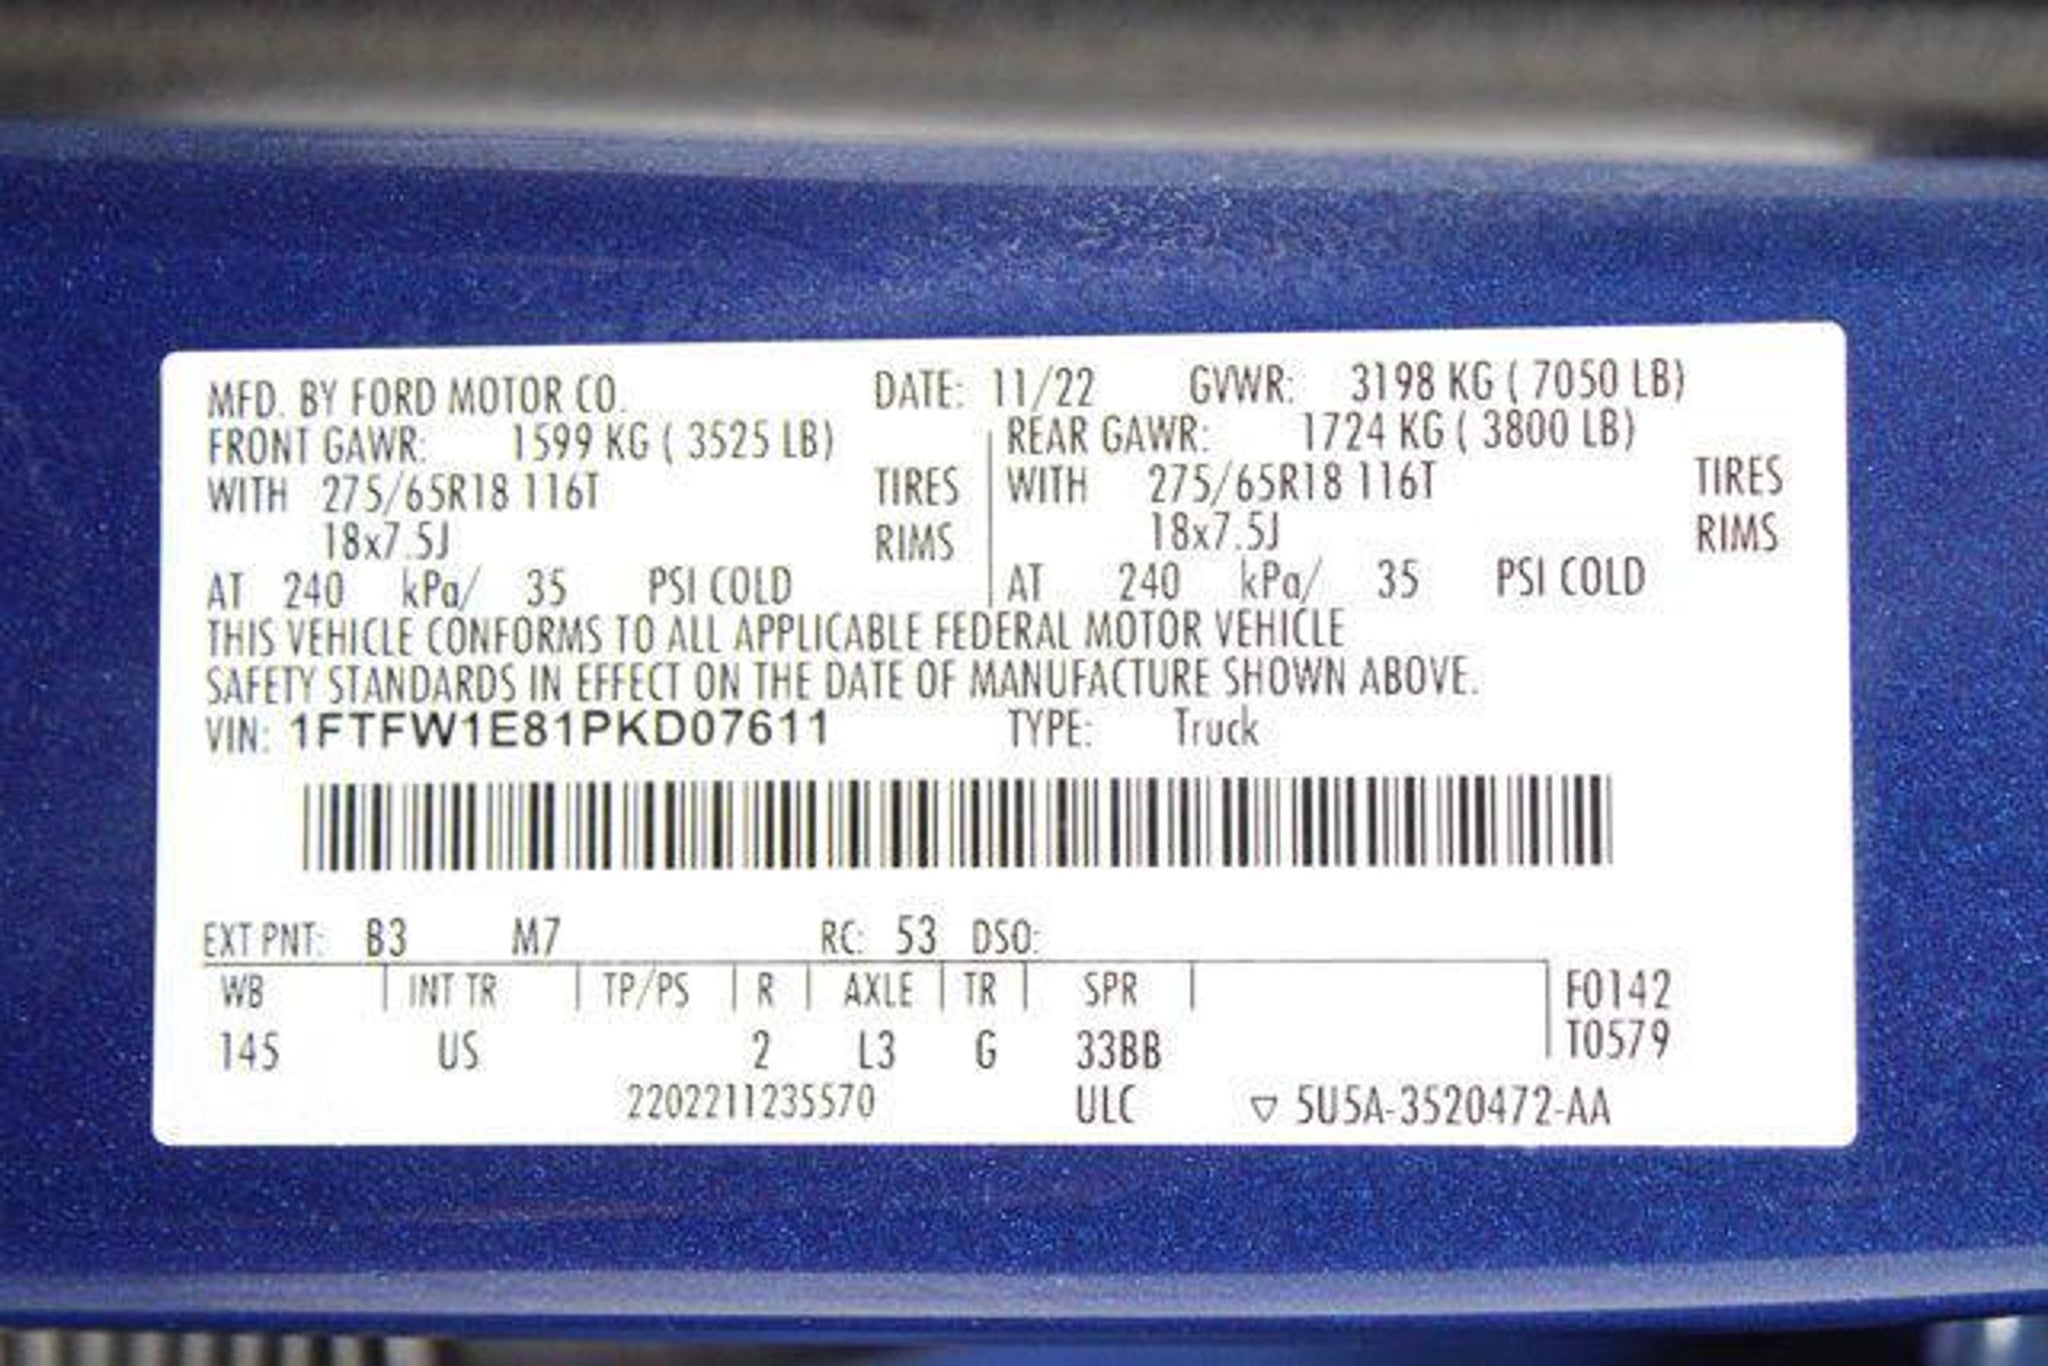 MFD. BY FORD MOTOR CO. DATE: 11/22 GVWR: 3198 KG ( 7050 LB)
FRONT GAWR: 1599 KG ( 3525 LB) REAR GAWR: 1724 KG ( 3800 LB)
WITH 275/65R18 116T TIRES WITH 275/65R18 116T TIRES
18x7.5J RIMS 18x7.5J RIMS
AT 240 kPa/ 35 PSI COLD AT 240 kPa/ 35 PSI COLD
THIS VEHICLE CONFORMS TO ALL APPLICABLE FEDERAL MOTOR VEHICLE
SAFETY STANDARDS IN EFFECT ON THE DATE OF MANUFACTURE SHOWN ABOVE.
VIN: 1FTFW1E81PKD07611 TYPE: Truck
EXT PNT: B3 M7 RC: 53 DSO:
WB INT TR TP/PS R AXLE TR SPR F0142
145 US 2 L3 G 33BB T0579
2202211235570 ULC ▽ 5U5A-3520472-AA